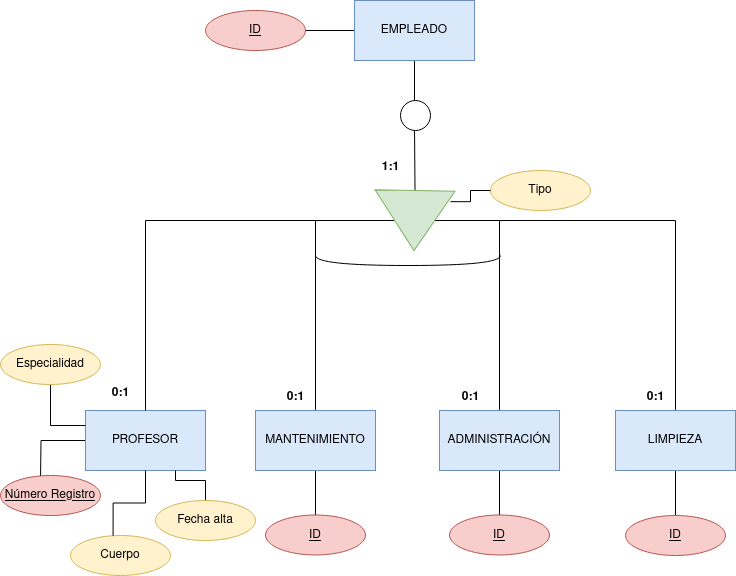 ID
EMPLEADO
1:1
Tipo
Especialidad
0:1
0:1
0:1
0:1
PROFESOR
MANTENIMIENTO
ADMINISTRACIÓN
LIMPIEZA
Número Registro
Fecha alta
Cuerpo
ID
ID
ID